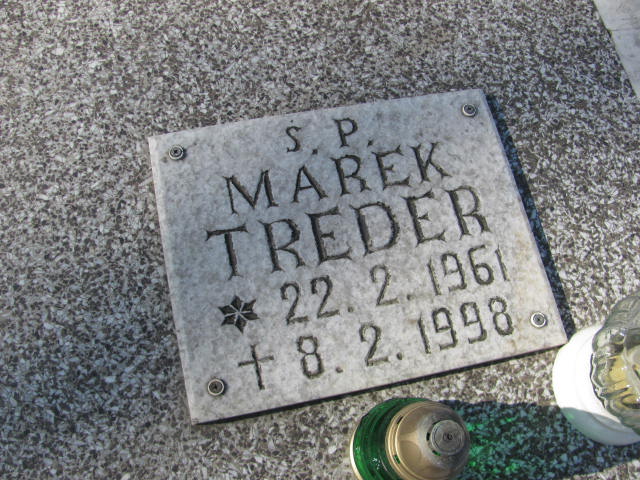 S. P.
MAREK
TREDER
* 22. 2. 1961
† 8. 2. 1998